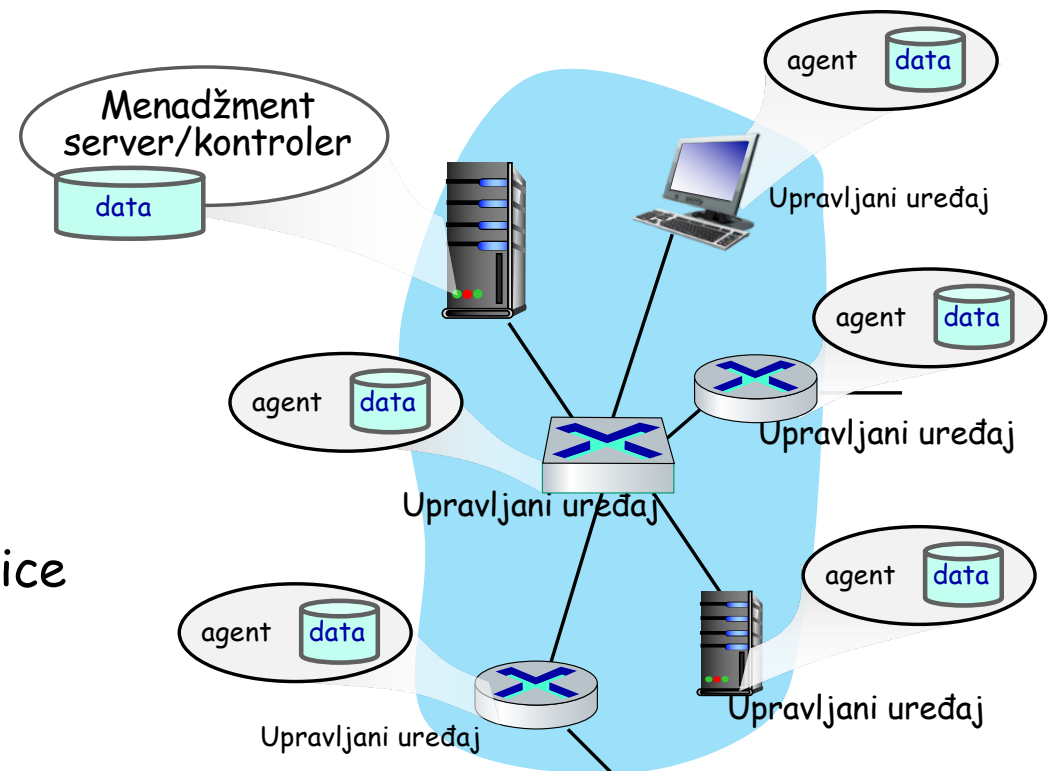 agent data
Menadžment
server/kontroler
data
Upravljani uređaj
agent data
agent data
Upravljani uređaj
Upravljani uređaj
ice
agent data
agent data
Upravljani uređaj
Upravljani uređaj